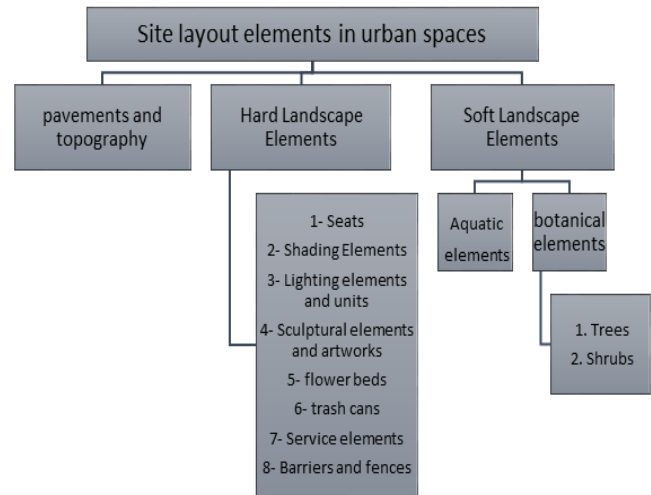 Site layout elements in urban spaces
pavements and
topography
Hard Landscape
Elements
Soft Landscape
Elements
1- Seats
2- Shading Elements
3- Lighting elements
and units
4- Sculptural elements
and artworks
5- flower beds
6- trash cans
7- Service elements
8- Barriers and fences
Aquatic
elements
botanical
elements
1. Trees
2. Shrubs